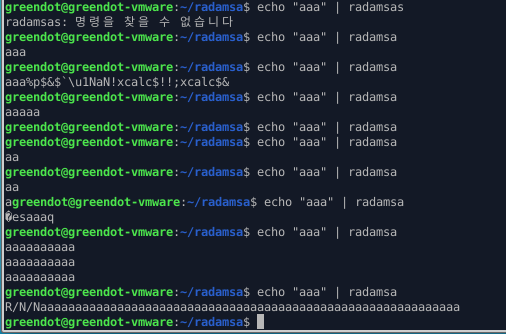 greendot@greendot-vmware:~/radamsa$ echo "aaa" | radamsas
radamsas: 명령을 찾을 수 없습니다
greendot@greendot-vmware:~/radamsa$ echo "aaa" | radamsa
aaa
greendot@greendot-vmware:~/radamsa$ echo "aaa" | radamsa
aaa%p$&$`\u1NaN!xcalc$!!;xcalc$&
greendot@greendot-vmware:~/radamsa$ echo "aaa" | radamsa
aaaaa
greendot@greendot-vmware:~/radamsa$ echo "aaa" | radamsa
greendot@greendot-vmware:~/radamsa$ echo "aaa" | radamsa
aa
greendot@greendot-vmware:~/radamsa$ echo "aaa" | radamsa
aa
agreendot@greendot-vmware:~/radamsa$ echo "aaa" | radamsa
�esaaaq
greendot@greendot-vmware:~/radamsa$ echo "aaa" | radamsa
aaaaaaaaaa
aaaaaaaaaa
aaaaaaaaaa
greendot@greendot-vmware:~/radamsa$ echo "aaa" | radamsa
R/N/Naaaaaaaaaaaaaaaaaaaaaaaaaaaaaaaaaaaaaaaaaaaaaaaaaaaaaaaaaaaa
greendot@greendot-vmware:~/radamsa$